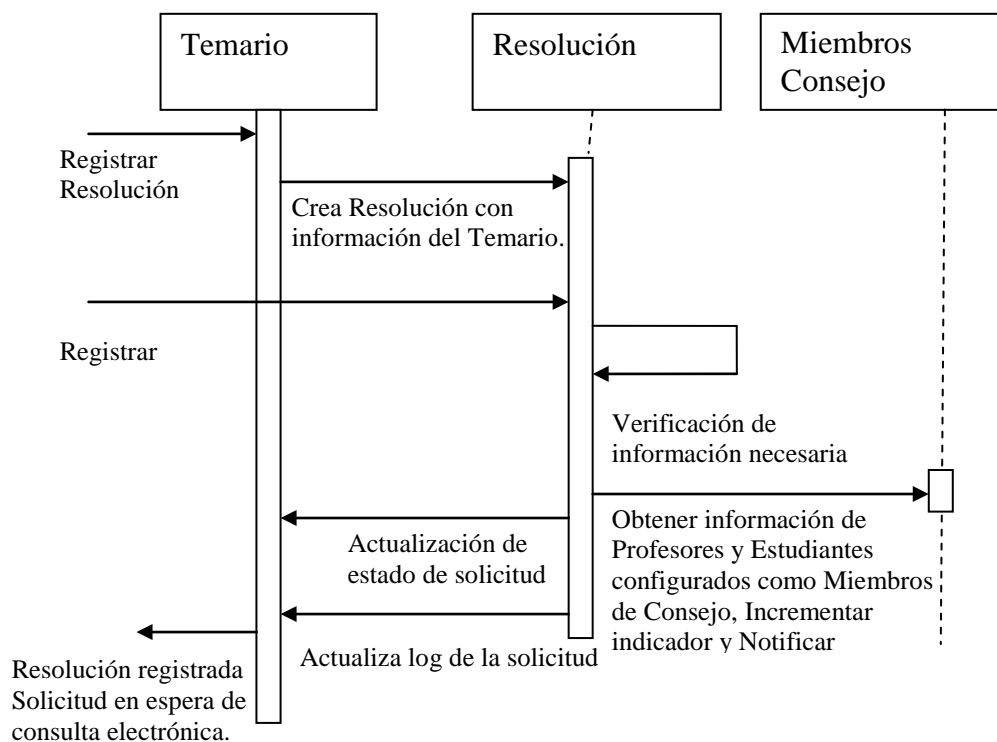 Temario
Resolución
Miembros
Consejo
Registrar
Resolución
Crea Resolución con
información del Temario.
Registrar
Verificación de
información necesaria
Obtener información de
Profesores y Estudiantes
configurados como Miembros
de Consejo, Incrementar
indicador y Notificar
Actualización de
estado de solicitud
Actualiza log de la solicitud
Resolución registrada
Solicitud en espera de
consulta electrónica.